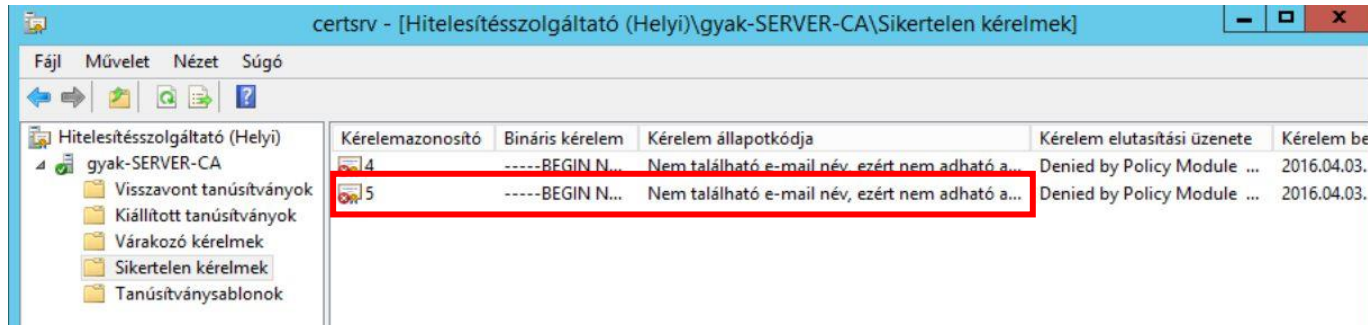 certsrv - [Hitelesítésszolgáltató (Helyi)\gyak-SERVER-CA\Sikertelen kérelmek]
Fájl Művelet Nézet Súgó
Hitelesítésszolgáltató (Helyi)
gyak-SERVER-CA
Visszavont tanúsítványok
Kiállított tanúsítványok
Várakozó kérelmek
Sikertelen kérelmek
Tanúsítványsablonok
Kérelemazonosító Bináris kérelem Kérelem állapotkódja Kérelem elutasítási üzenete Kérelem be
4 -----BEGIN N... Nem található e-mail név, ezért nem adható a... Denied by Policy Module ... 2016.04.03.
5 -----BEGIN N... Nem található e-mail név, ezért nem adható a... Denied by Policy Module ... 2016.04.03.